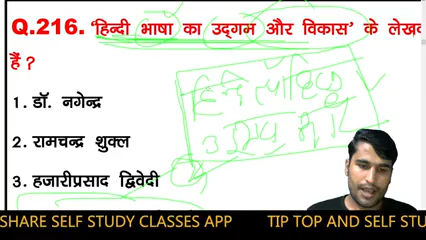 Q.216. ‘हिन्दी भाषा का उद्गम और विकास’ के लेखक
हैं ?
1. डॉ. नगेन्द्र
2. रामचन्द्र शुक्ल
3. हजारीप्रसाद द्विवेदी
SHARE SELF STUDY CLASSES APP TIP TOP AND SELF STU